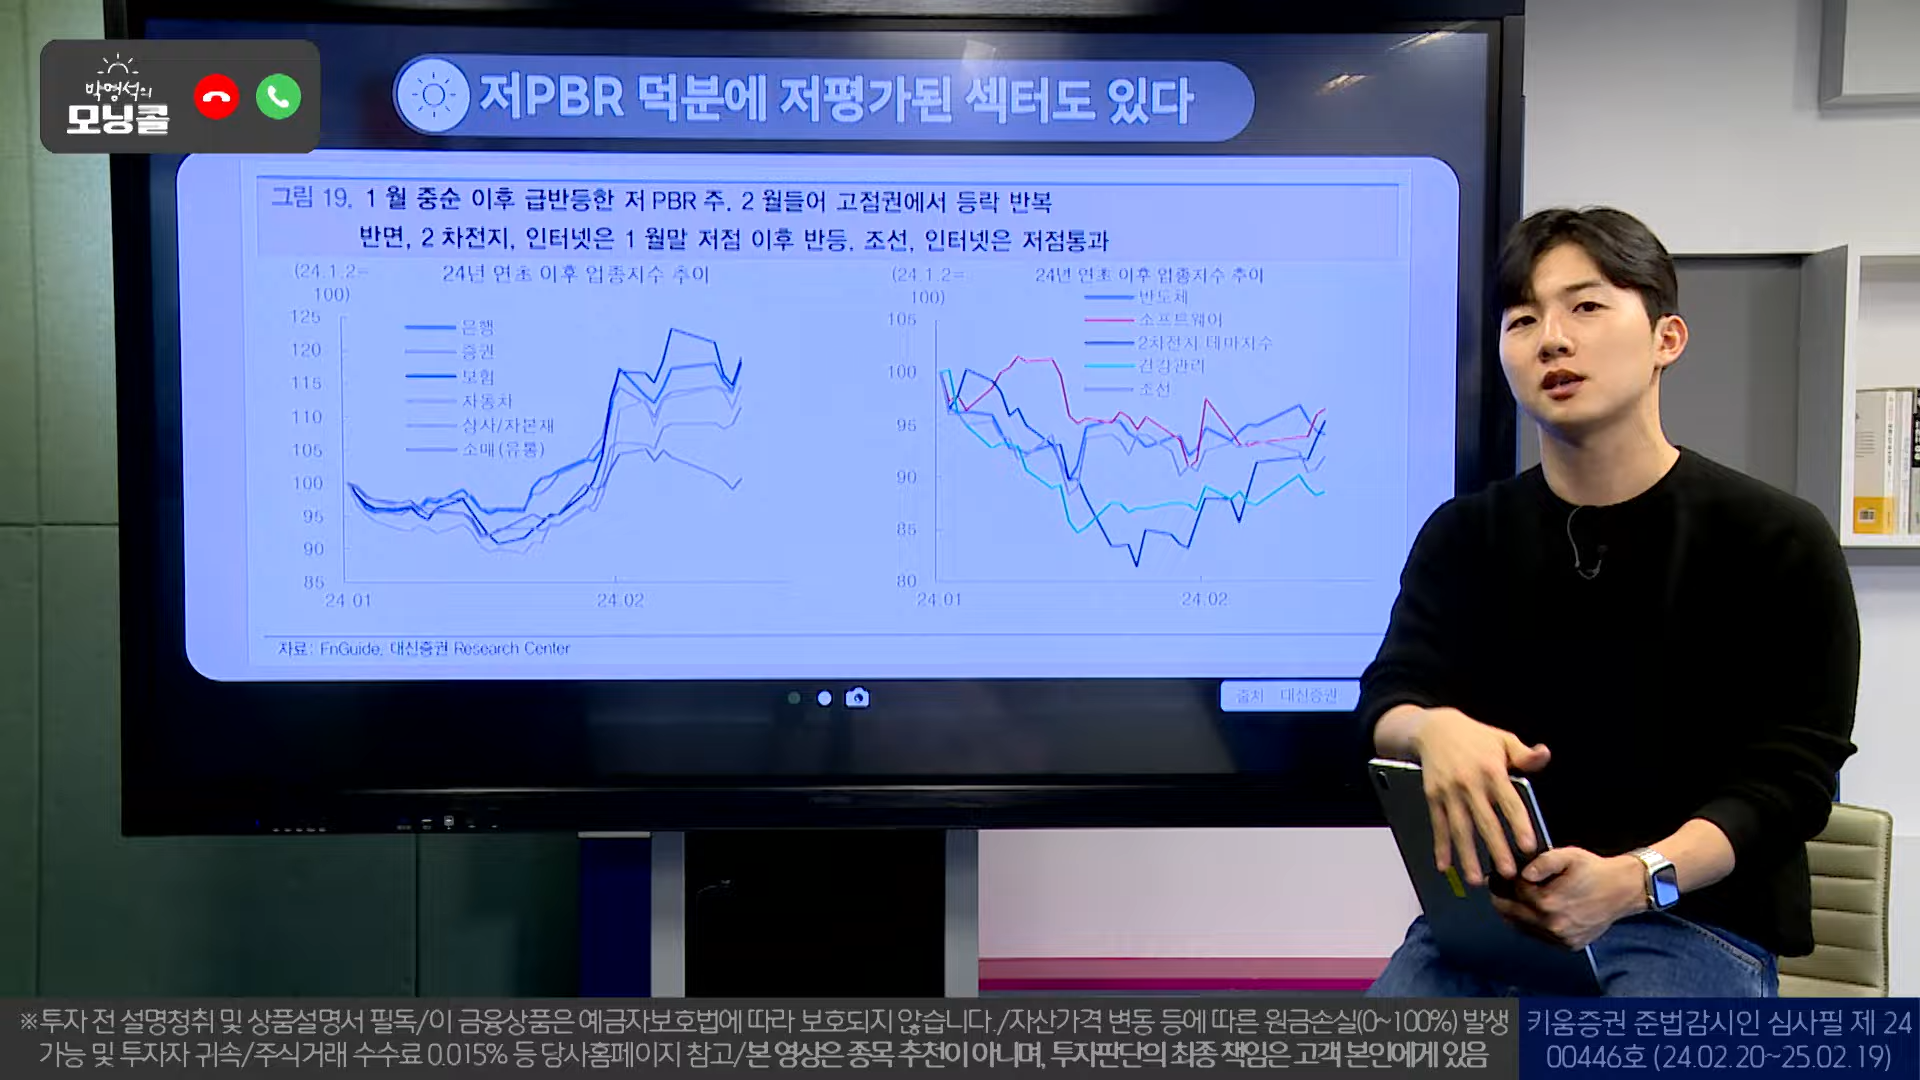 박명석의
모닝콜
저PBR 덕분에 저평가된 섹터도 있다
그림 19. 1월 중순 이후 급반등한 저PBR 주. 2월들어 고점권에서 등락 반복
반면, 2차전지, 인터넷은 1월말 저점 이후 반등. 조선, 인터넷은 저점통과
(24.1.2=
100)
24년 연초 이후 업종지수 추이
125
120
115
110
105
100
95
90
85
은행
증권
보험
자동차
상사/자본재
소매(유통)
24.01
24.02
(24.1.2=
100)
24년 연초 이후 업종지수 추이
105
100
95
90
85
80
반도체
소프트웨어
2차전지 테마지수
건강관리
조선
24.01
24.02
자료: FnGuide, 대신증권 Research Center
출처 대신증권
※투자 전 설명청취 및 상품설명서 필독/이 금융상품은 예금자보호법에 따라 보호되지 않습니다./자산가격 변동 등에 따른 원금손실(0~100%) 발생
가능 및 투자자 귀속/주식거래 수수료 0.015% 등 당사홈페이지 참고/본 영상은 종목 추천이 아니며, 투자판단의 최종 책임은 고객 본인에게 있음
키움증권 준법감시인 심사필 제 24
00446호 (24.02.20~25.02.19)